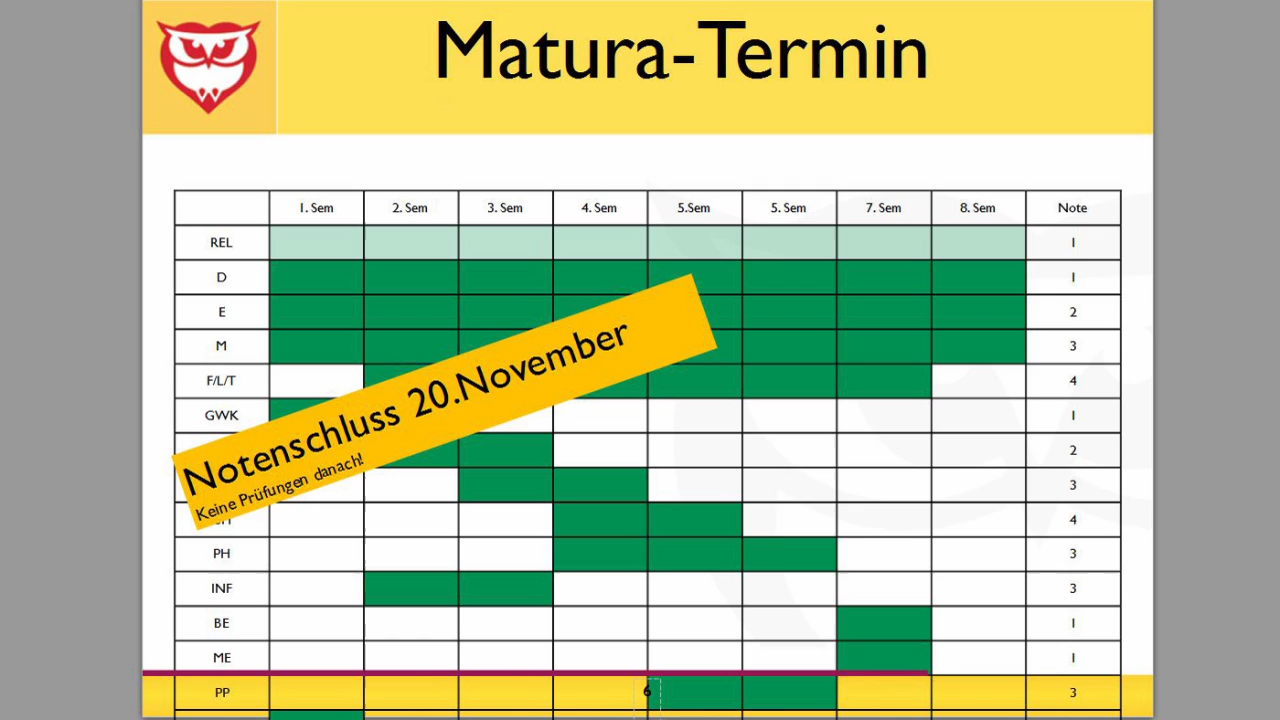 Matura-Termin
1. Sem 2. Sem 3. Sem 4. Sem 5.Sem 5. Sem 7. Sem 8. Sem Note
REL 1
D 1
E 2
M 3
F/L/T 4
GWK 1
2
3
4
PH 3
INF 3
BE 1
ME 1
PP 6 3
Notenschluss 20.November
Keine Prüfungen danach!